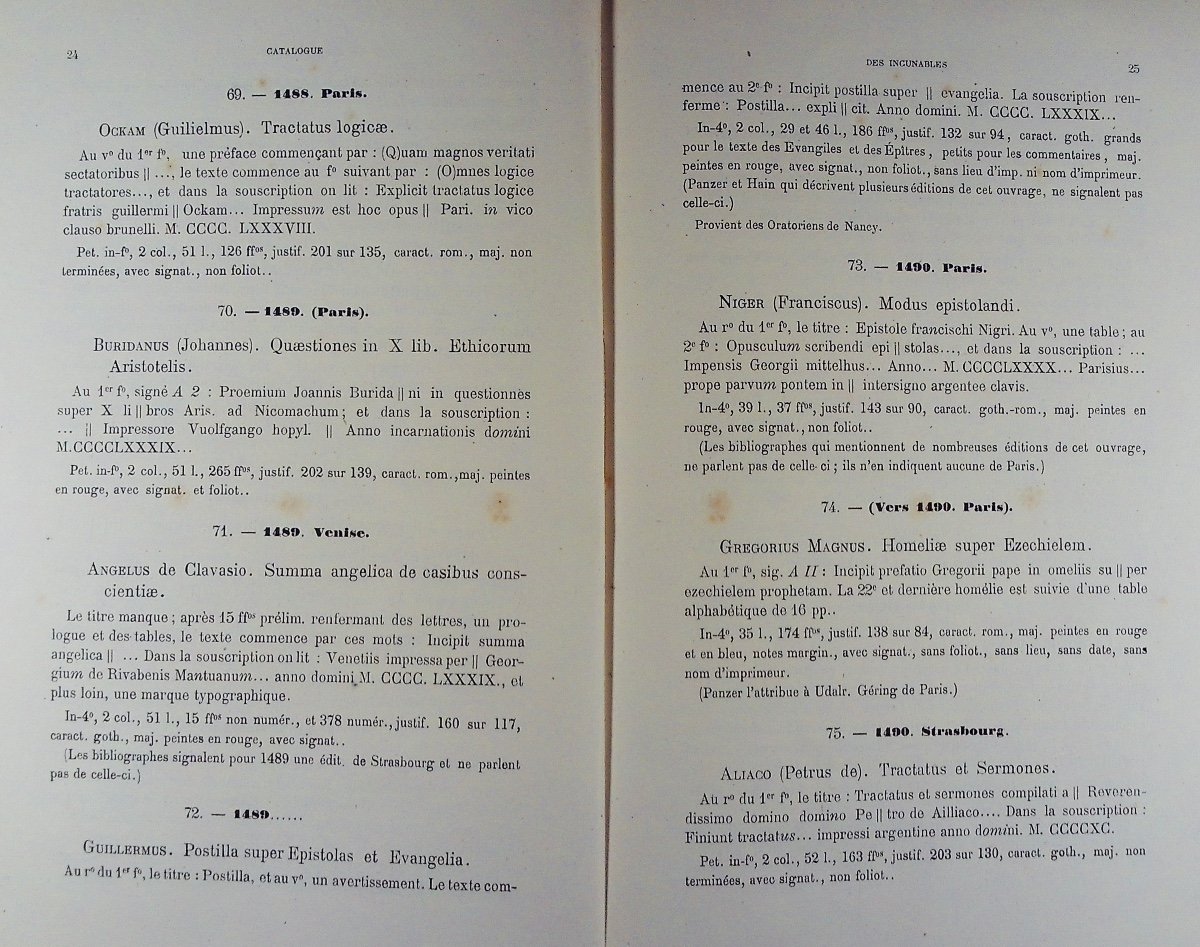 24
CATALOGUE
69. — 1488. Paris.
OCKAM (Guilielmus). Tractatus logicæ.
Au vº du 1er fº, une préface commençant par : (Q)uam magnos veritati
sectatoribus || ..., le texte commence au fº suivant par : (O)mnes logice
tractatores..., et dans la souscription on lit : Explicit tractatus logice
fratris guillermi || Ockam... Impressum est hoc opus || Pari. in vico
clauso brunelli. M. CCCC. LXXXVIII.
Pet. in-fº, 2 col., 51 l., 126 ffos, justif. 201 sur 135, caract. rom., maj. non
terminées, avec signat., non foliot..
70. — 1489. (Paris).
BURIDANUS (Johannes). Quæstiones in X lib. Ethicorum
Aristotelis.
Au 1er fº, signé A 2 : Proemium Joannis Burida || ni in questionnes
super X li || bros Aris. ad Nicomachum ; et dans la souscription :
... || Impressore Vuolfgango hopyl. || Anno incarnationis domini
M.CCCCLXXXIX...
Pet. in-fº, 2 col., 51 l., 265 ffos, justif. 202 sur 139, caract. rom., maj. peintes
en rouge, avec signat. et foliot..
71. — 1489. Venise.
ANGELUS de Clavasio. Summa angelica de casibus cons-
cientiæ.
Le titre manque ; après 15 ffos prélim. renfermant des lettres, un pro-
logue et des tables, le texte commence par ces mots : Incipit summa
angelica || ... Dans la souscription on lit : Venetiis impressa per || Geor-
gium de Rivabenis Mantuanum... anno domini M. CCCC. LXXXIX., et
plus loin, une marque typographique.
In-4º, 2 col., 51 l., 15 ffos non numér., et 378 numér., justif. 160 sur 117,
caract. goth., maj. peintes en rouge, avec signat..
(Les bibliographes signalent pour 1489 une édit. de Strasbourg et ne parlent
pas de celle-ci.)
72. — 1489......
GUILLERMUS. Postilla super Epistolas et Evangelia.
Au rº du 1er fº, le titre : Postilla, et au vº, un avertissement. Le texte com-
DES INCUNABLES
25
mence au 2e fº : Incipit postilla super || evangelia. La souscription ren-
ferme : Postilla... expli || cit. Anno domini. M. CCCC. LXXXIX...
In-4º, 2 col., 29 et 46 l., 186 ffos, justif. 132 sur 94, caract. goth. grands
pour le texte des Evangiles et des Épîtres, petits pour les commentaires, maj.
peintes en rouge, avec signat., non foliot., sans lieu d'imp. ni nom d'imprimeur.
(Panzer et Hain qui décrivent plusieurs éditions de cet ouvrage, ne signalent pas
celle-ci.)
Provient des Oratoriens de Nancy.
73. — 1490. Paris.
NIGER (Franciscus). Modus epistolandi.
Au rº du 1er fº, le titre : Epistole francischi Nigri. Au vº, une table ; au
2e fº : Opusculum scribendi epi || stolas..., et dans la souscription : ...
Impensis Georgii mittelhus... Anno... M. CCCCLXXXX... Parisius...
prope parvum pontem in || intersigno argentee clavis.
In-4º, 39 l., 37 ffos, justif. 143 sur 90, caract. goth.-rom., maj. peintes en
rouge, avec signat., non foliot..
(Les bibliographes qui mentionnent de nombreuses éditions de cet ouvrage,
ne parlent pas de celle-ci ; ils n'en indiquent aucune de Paris.)
74. — (Vers 1490. Paris).
GREGORIUS MAGNUS. Homeliæ super Ezechielem.
Au 1er fº, sig. A II : Incipit prefatio Gregorii pape in omeliis su || per
ezechielem prophetam. La 22e et dernière homélie est suivie d'une table
alphabétique de 16 pp..
In-4º, 35 l., 174 ffos, justif. 138 sur 84, caract. rom., maj. peintes en rouge
et en bleu, notes margin., avec signat., sans foliot., sans lieu, sans date, sans
nom d'imprimeur.
(Panzer l'attribue à Udalr. Géring de Paris.)
75. — 1490. Strasbourg.
ALIACO (Petrus de). Tractatus et Sermones.
Au rº du 1er fº, le titre : Tractatus et sermones compilati a || Reveren-
dissimo domino domino Pe || tro de Ailliaco.... Dans la souscription :
Finiunt tractatus... impressi argentine anno domini. M. CCCCXC.
Pet. in-fº, 2 col., 52 l., 163 ffos, justif. 203 sur 130, caract. goth., maj. non
terminées, avec signat., non foliot..